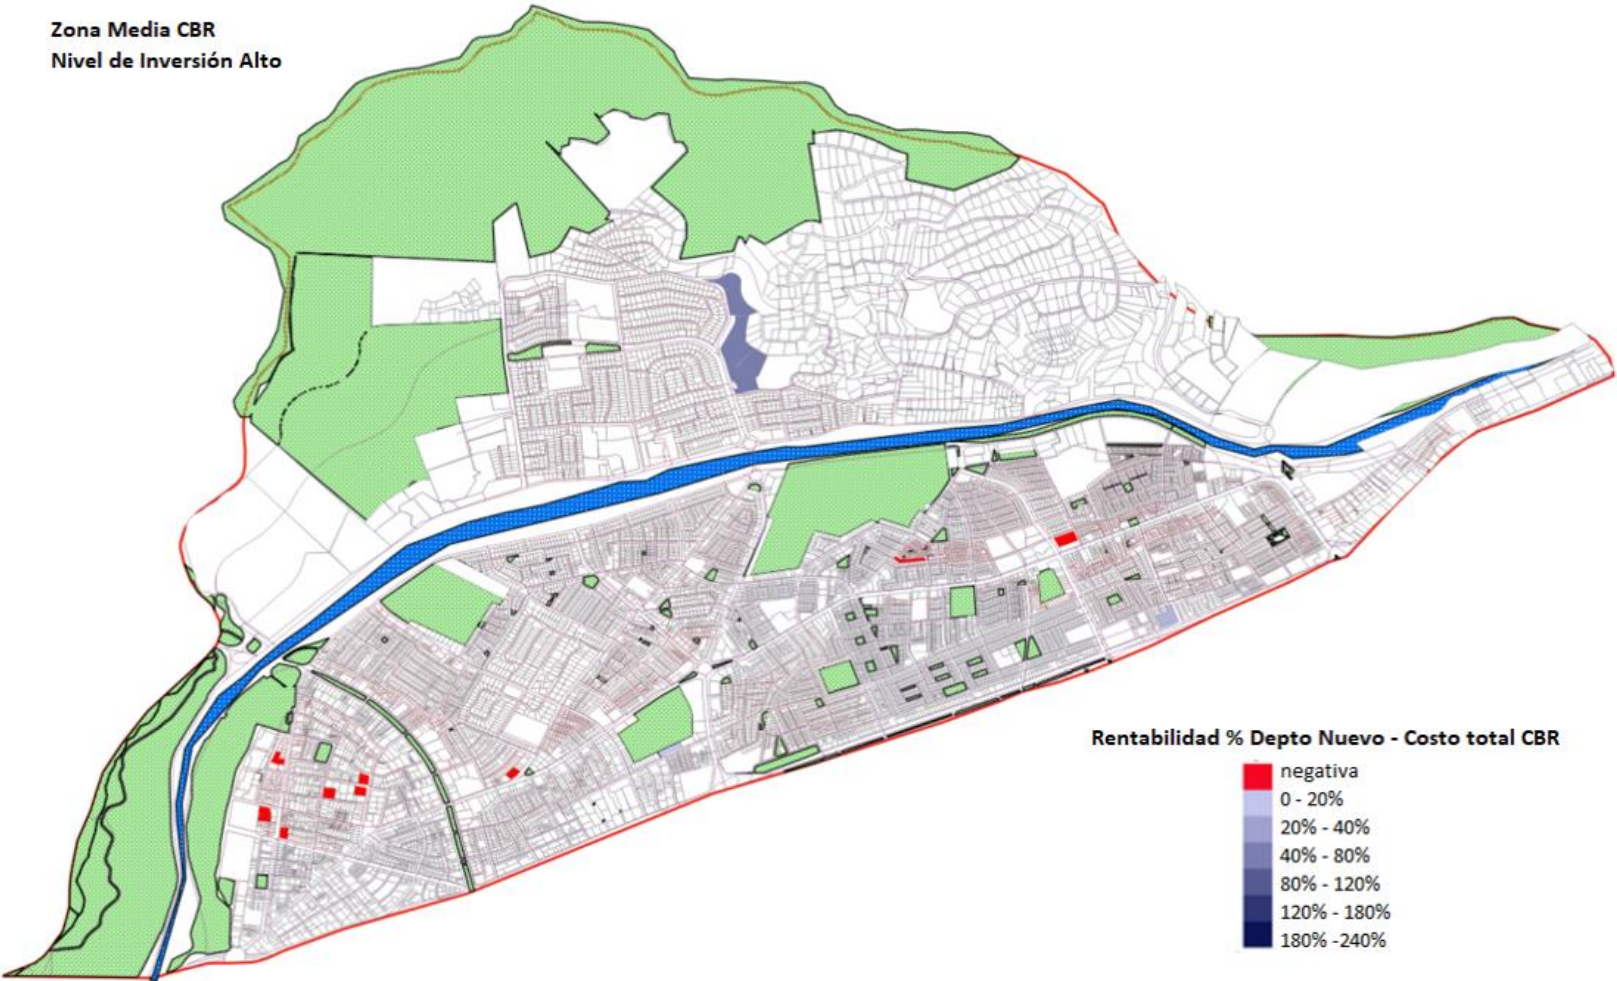 Zona Media CBR
Nivel de Inversión Alto
Rentabilidad % Depto Nuevo - Costo total CBR
negativa
0 - 20%
20% - 40%
40% - 80%
80% - 120%
120% - 180%
180% -240%